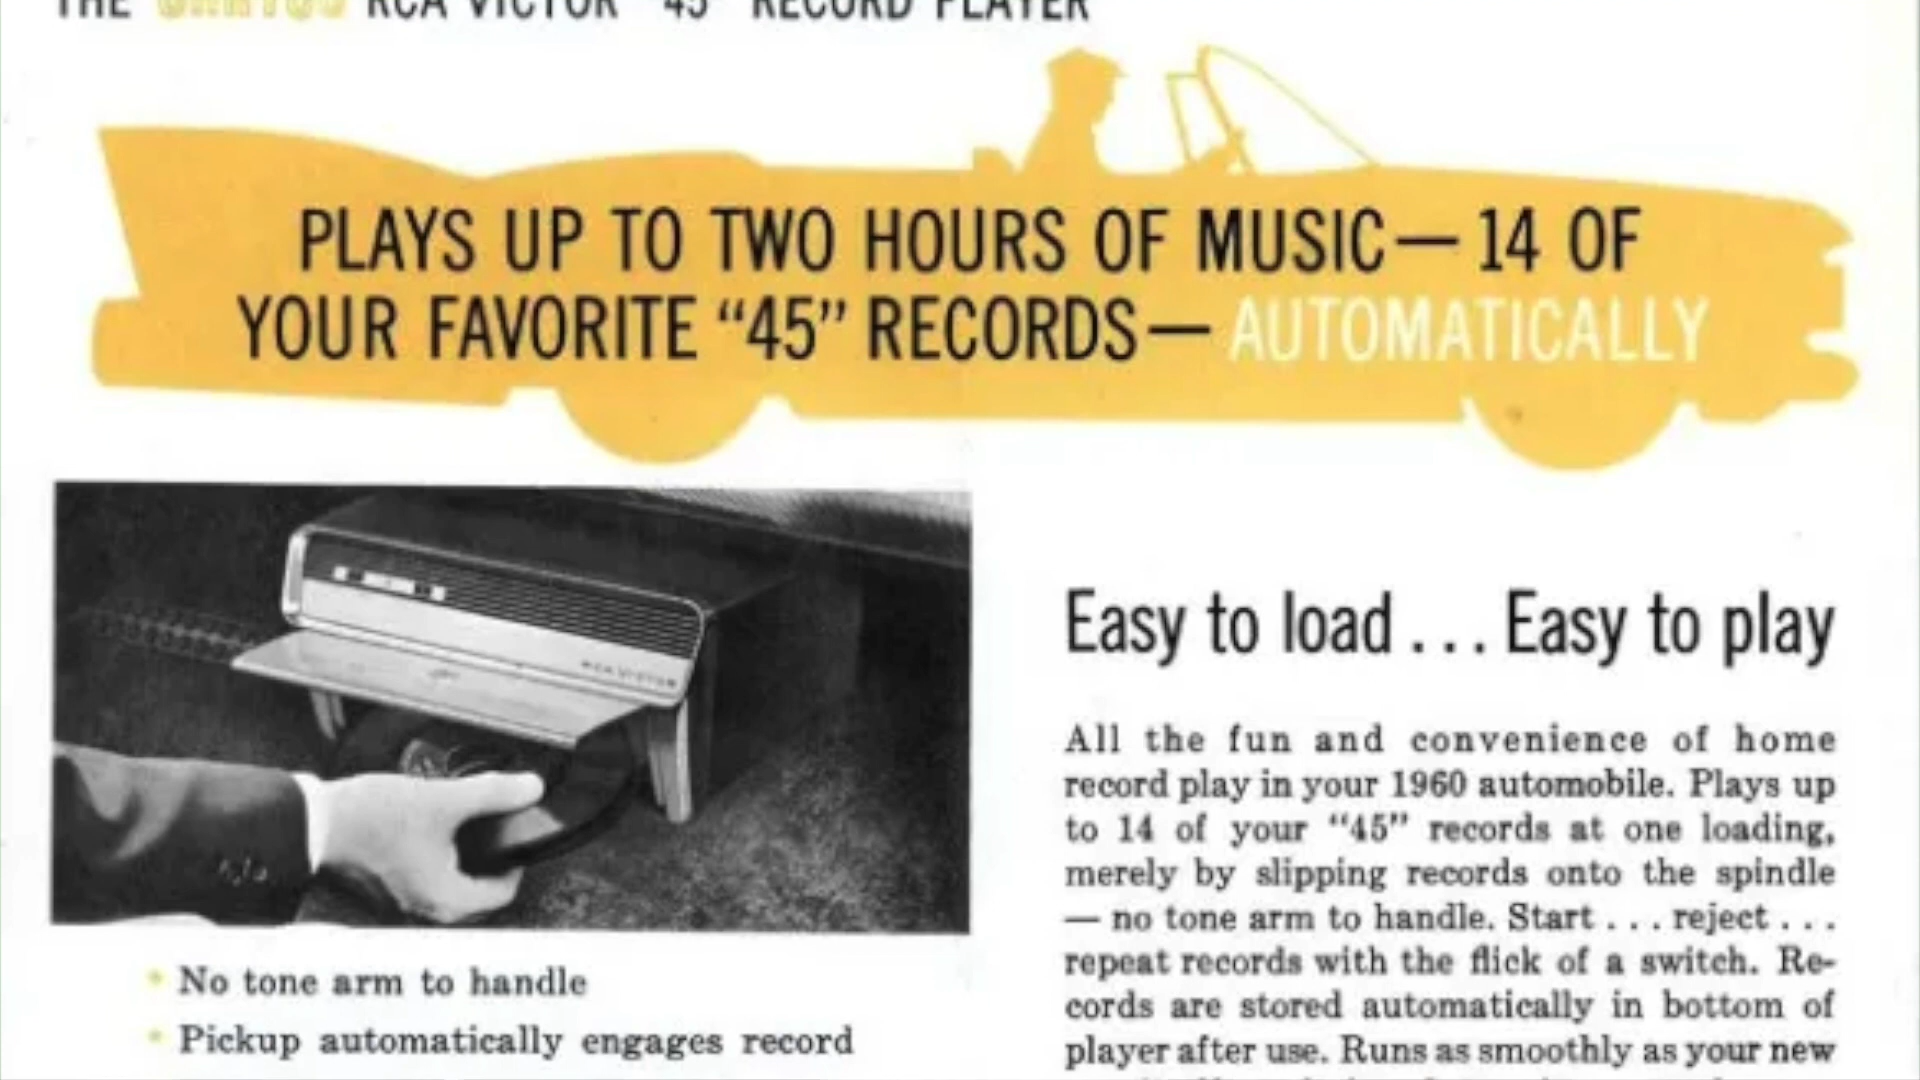 THE RCA VICTOR "45" RECORD PLAYER
PLAYS UP TO TWO HOURS OF MUSIC—14 OF
YOUR FAVORITE “45” RECORDS—AUTOMATICALLY
RCA VICTOR
Easy to load . . . Easy to play
All the fun and convenience of home
record play in your 1960 automobile. Plays up
to 14 of your “45” records at one loading,
merely by slipping records onto the spindle
— no tone arm to handle. Start . . . reject . . .
repeat records with the flick of a switch. Re-
cords are stored automatically in bottom of
player after use. Runs as smoothly as your new
• No tone arm to handle
• Pickup automatically engages record